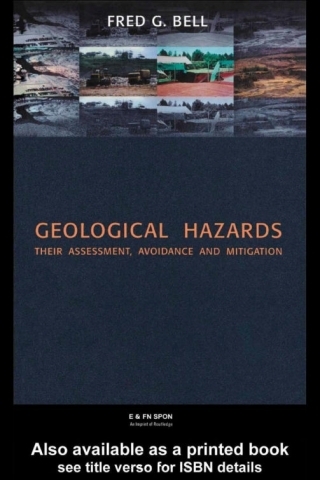 FRED G. BELL
GEOLOGICAL HAZARDS
THEIR ASSESSMENT, AVOIDANCE AND MITIGATION
E & FN SPON
An imprint of Routledge
Also available as a printed book
see title verso for ISBN details